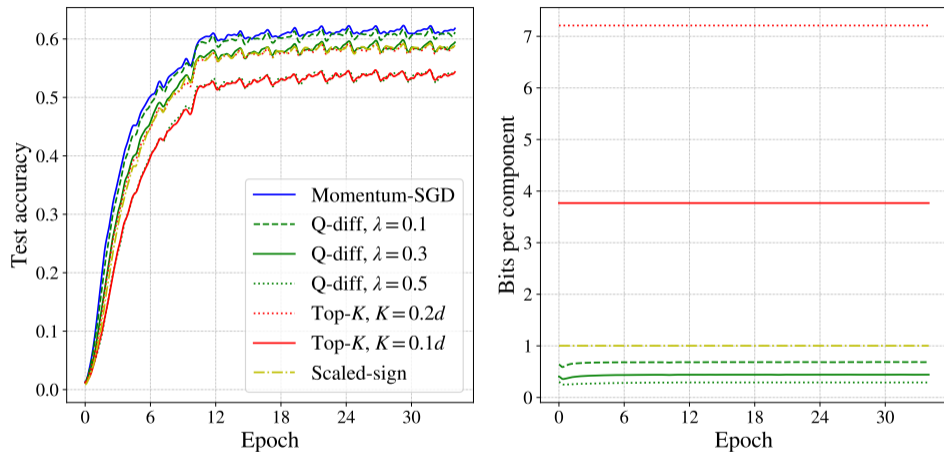 Test accuracy
0.6
0.5
0.4
0.3
0.2
0.1
0.0
0 6 12 18 24 30
Epoch
Momentum-SGD
Q-diff, λ=0.1
Q-diff, λ=0.3
Q-diff, λ=0.5
Top-K, K=0.2d
Top-K, K=0.1d
Scaled-sign
Bits per component
7
6
5
4
3
2
1
0
0 6 12 18 24 30
Epoch